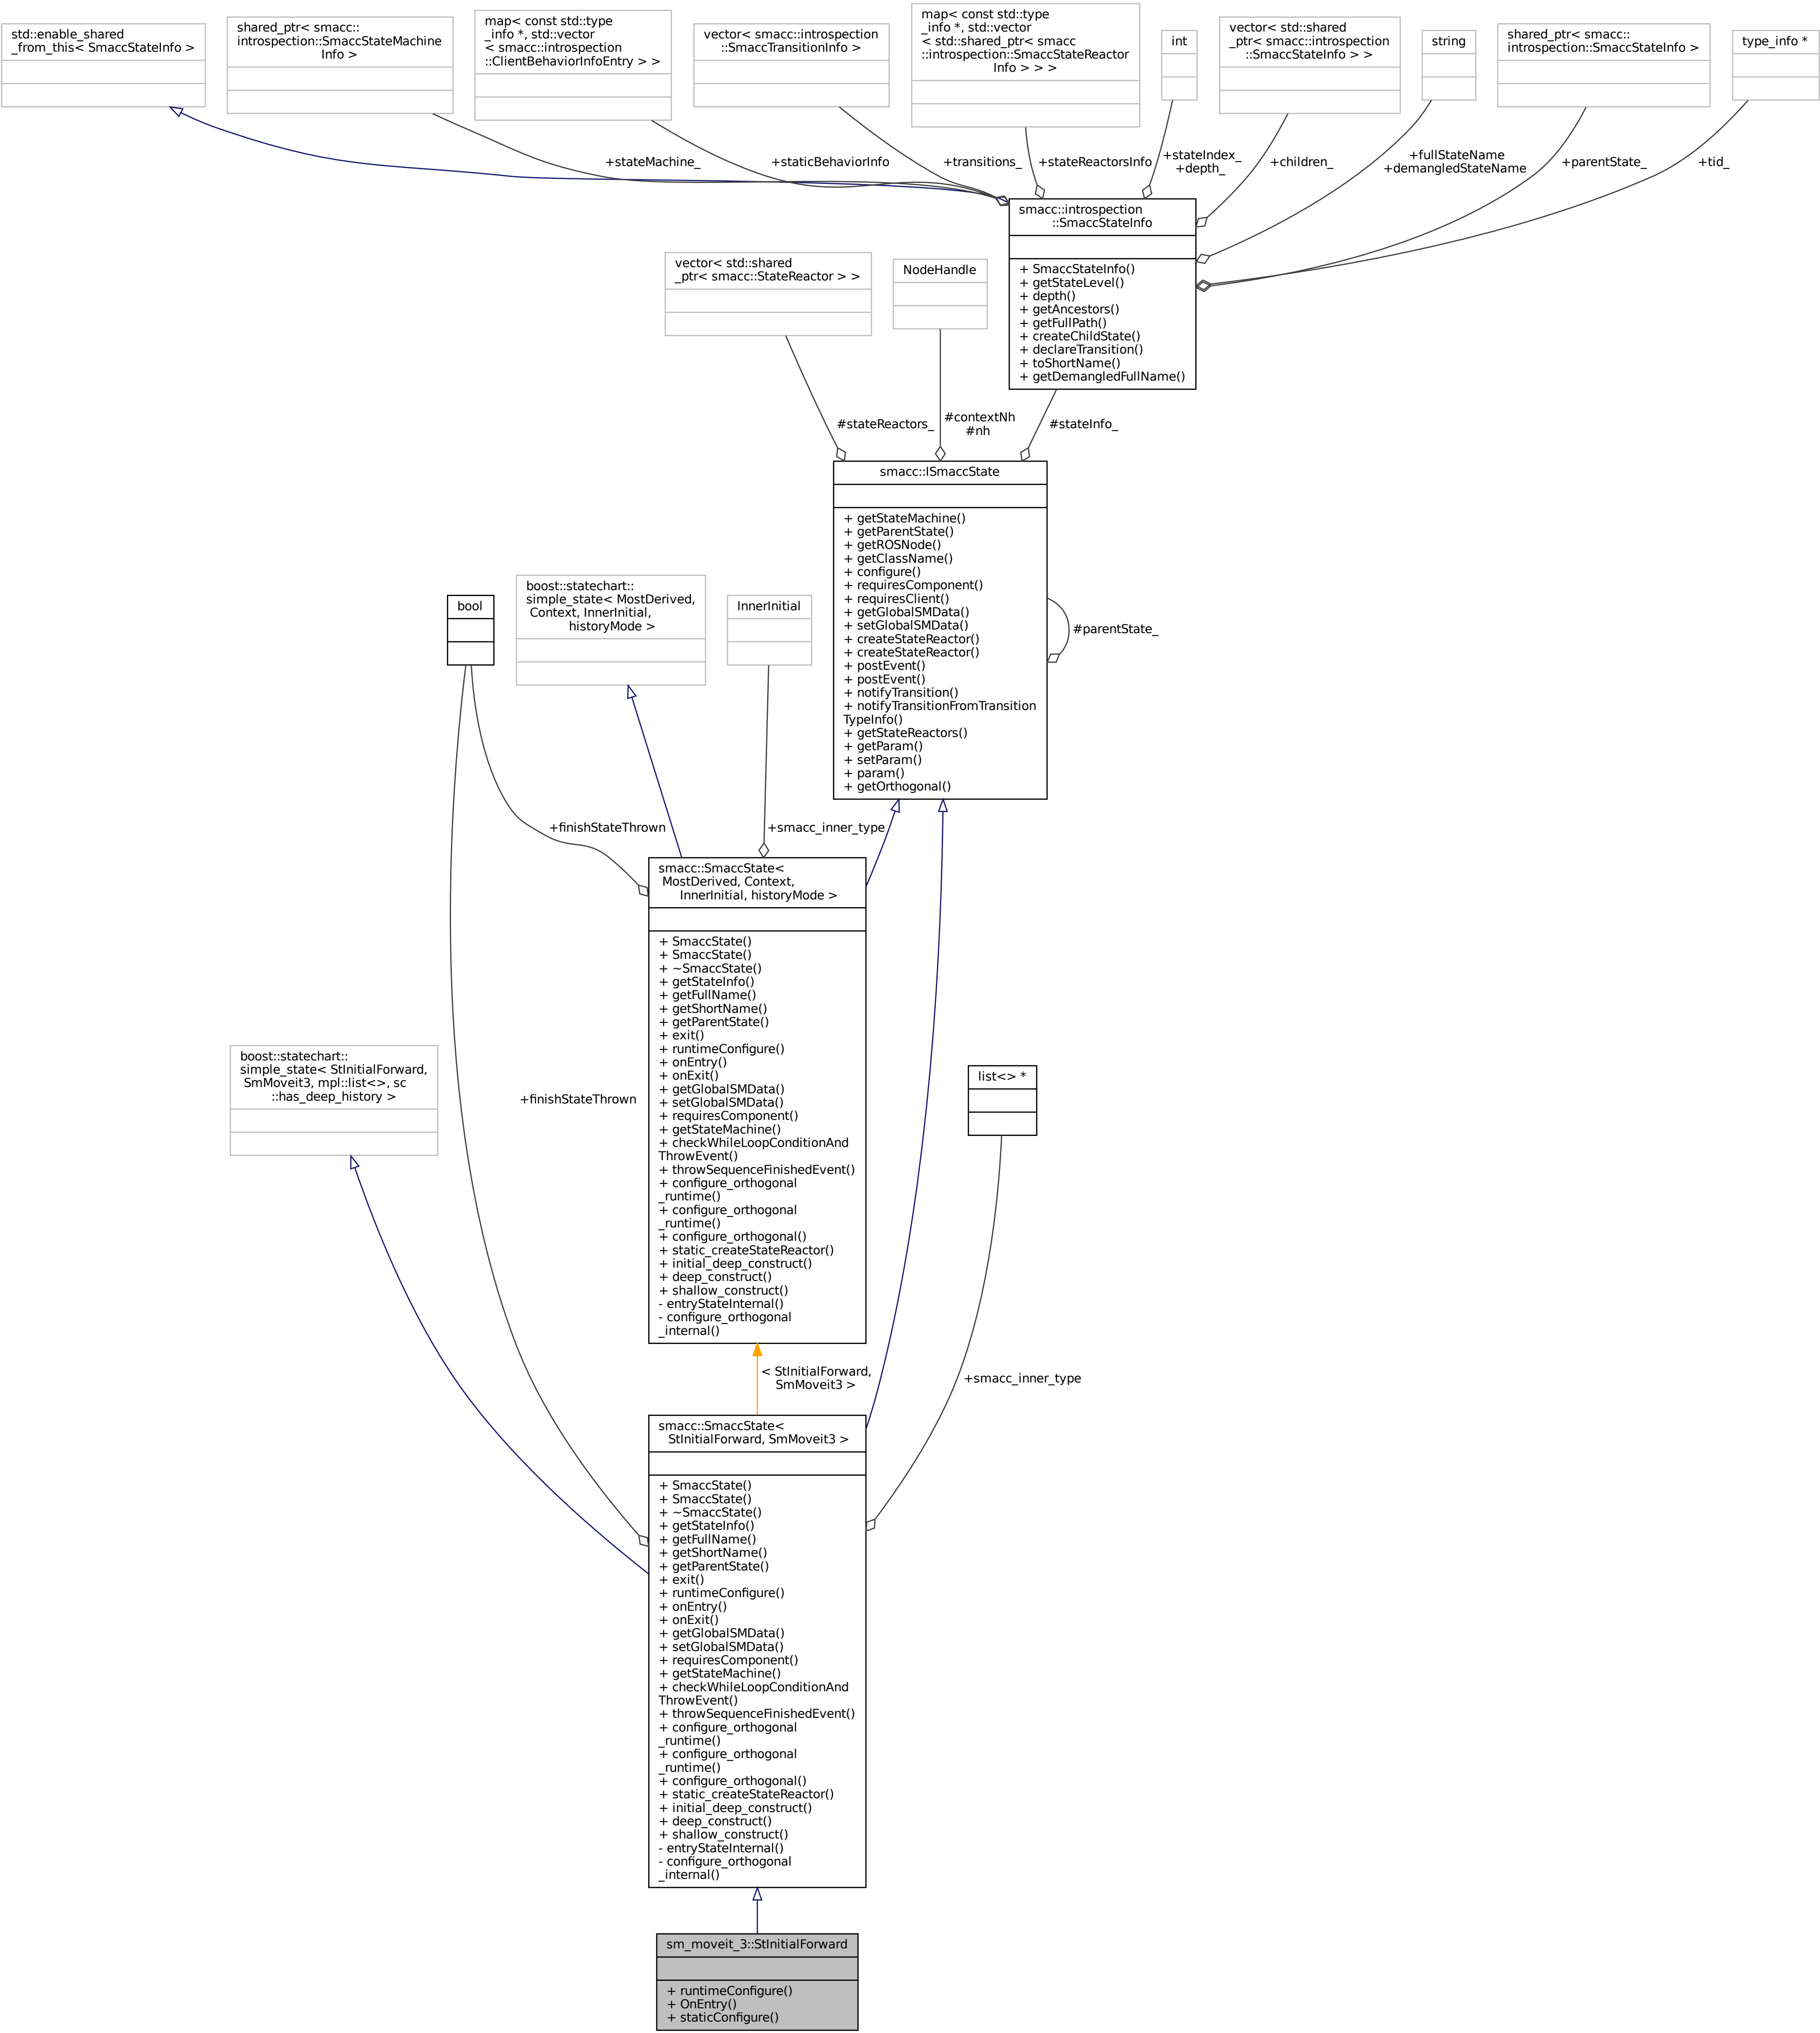 std::enable_shared
_from_this< SmaccStateInfo >
shared_ptr< smacc::
introspection::SmaccStateMachine
Info >
map< const std::type
_info *, std::vector
< smacc::introspection
::ClientBehaviorInfoEntry > >
vector< smacc::introspection
::SmaccTransitionInfo >
map< const std::type
_info *, std::vector
< std::shared_ptr< smacc
::introspection::SmaccStateReactor
Info > > >
int
vector< std::shared
_ptr< smacc::introspection
::SmaccStateInfo > >
string
shared_ptr< smacc::
introspection::SmaccStateInfo >
type_info *
+stateMachine_
+staticBehaviorInfo
+transitions_
+stateReactorsInfo
+stateIndex_
+depth_
+children_
+fullStateName
+demangledStateName
+parentState_
+tid_
smacc::introspection
::SmaccStateInfo
+ SmaccStateInfo()
+ getStateLevel()
+ depth()
+ getAncestors()
+ getFullPath()
+ createChildState()
+ declareTransition()
+ toShortName()
+ getDemangledFullName()
vector< std::shared
_ptr< smacc::StateReactor > >
NodeHandle
#stateReactors_
#contextNh
#nh
#stateInfo_
smacc::ISmaccState
+ getStateMachine()
+ getParentState()
+ getROSNode()
+ getClassName()
+ configure()
+ requiresComponent()
+ requiresClient()
+ getGlobalSMData()
+ setGlobalSMData()
+ createStateReactor()
+ createStateReactor()
+ postEvent()
+ postEvent()
+ notifyTransition()
+ notifyTransitionFromTransition
TypeInfo()
+ getStateReactors()
+ getParam()
+ setParam()
+ param()
+ getOrthogonal()
#parentState_
bool
boost::statechart::
simple_state< MostDerived,
Context, InnerInitial,
historyMode >
InnerInitial
+finishStateThrown
+smacc_inner_type
smacc::SmaccState<
MostDerived, Context,
InnerInitial, historyMode >
+ SmaccState()
+ SmaccState()
+ ~SmaccState()
+ getStateInfo()
+ getFullName()
+ getShortName()
+ getParentState()
+ exit()
+ runtimeConfigure()
+ onEntry()
+ onExit()
+ getGlobalSMData()
+ setGlobalSMData()
+ requiresComponent()
+ getStateMachine()
+ checkWhileLoopConditionAnd
ThrowEvent()
+ throwSequenceFinishedEvent()
+ configure_orthogonal
_runtime()
+ configure_orthogonal
_runtime()
+ configure_orthogonal()
+ static_createStateReactor()
+ initial_deep_construct()
+ deep_construct()
+ shallow_construct()
- entryStateInternal()
- configure_orthogonal
_internal()
boost::statechart::
simple_state< StInitialForward,
SmMoveit3, mpl::list<>, sc
::has_deep_history >
+finishStateThrown
list<> *
< StInitialForward,
SmMoveit3 >
+smacc_inner_type
smacc::SmaccState<
StInitialForward, SmMoveit3 >
+ SmaccState()
+ SmaccState()
+ ~SmaccState()
+ getStateInfo()
+ getFullName()
+ getShortName()
+ getParentState()
+ exit()
+ runtimeConfigure()
+ onEntry()
+ onExit()
+ getGlobalSMData()
+ setGlobalSMData()
+ requiresComponent()
+ getStateMachine()
+ checkWhileLoopConditionAnd
ThrowEvent()
+ throwSequenceFinishedEvent()
+ configure_orthogonal
_runtime()
+ configure_orthogonal
_runtime()
+ configure_orthogonal()
+ static_createStateReactor()
+ initial_deep_construct()
+ deep_construct()
+ shallow_construct()
- entryStateInternal()
- configure_orthogonal
_internal()
sm_moveit_3::StInitialForward
+ runtimeConfigure()
+ OnEntry()
+ staticConfigure()